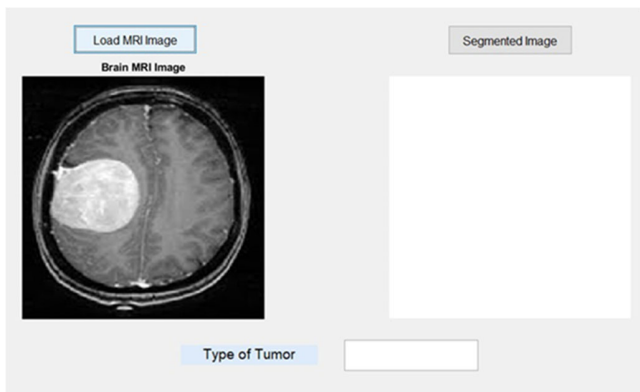 Load MRI Image
Segmented Image
Brain MRI Image
Type of Tumor